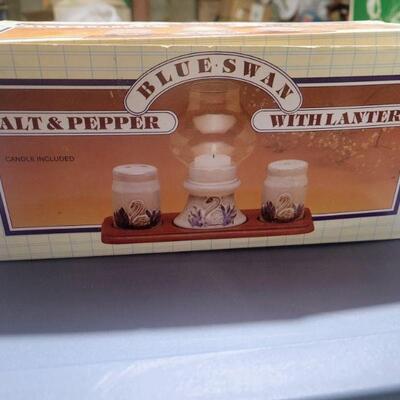 BLUE·SWAN
ALT & PEPPER
WITH LANTER
CANDLE INCLUDED